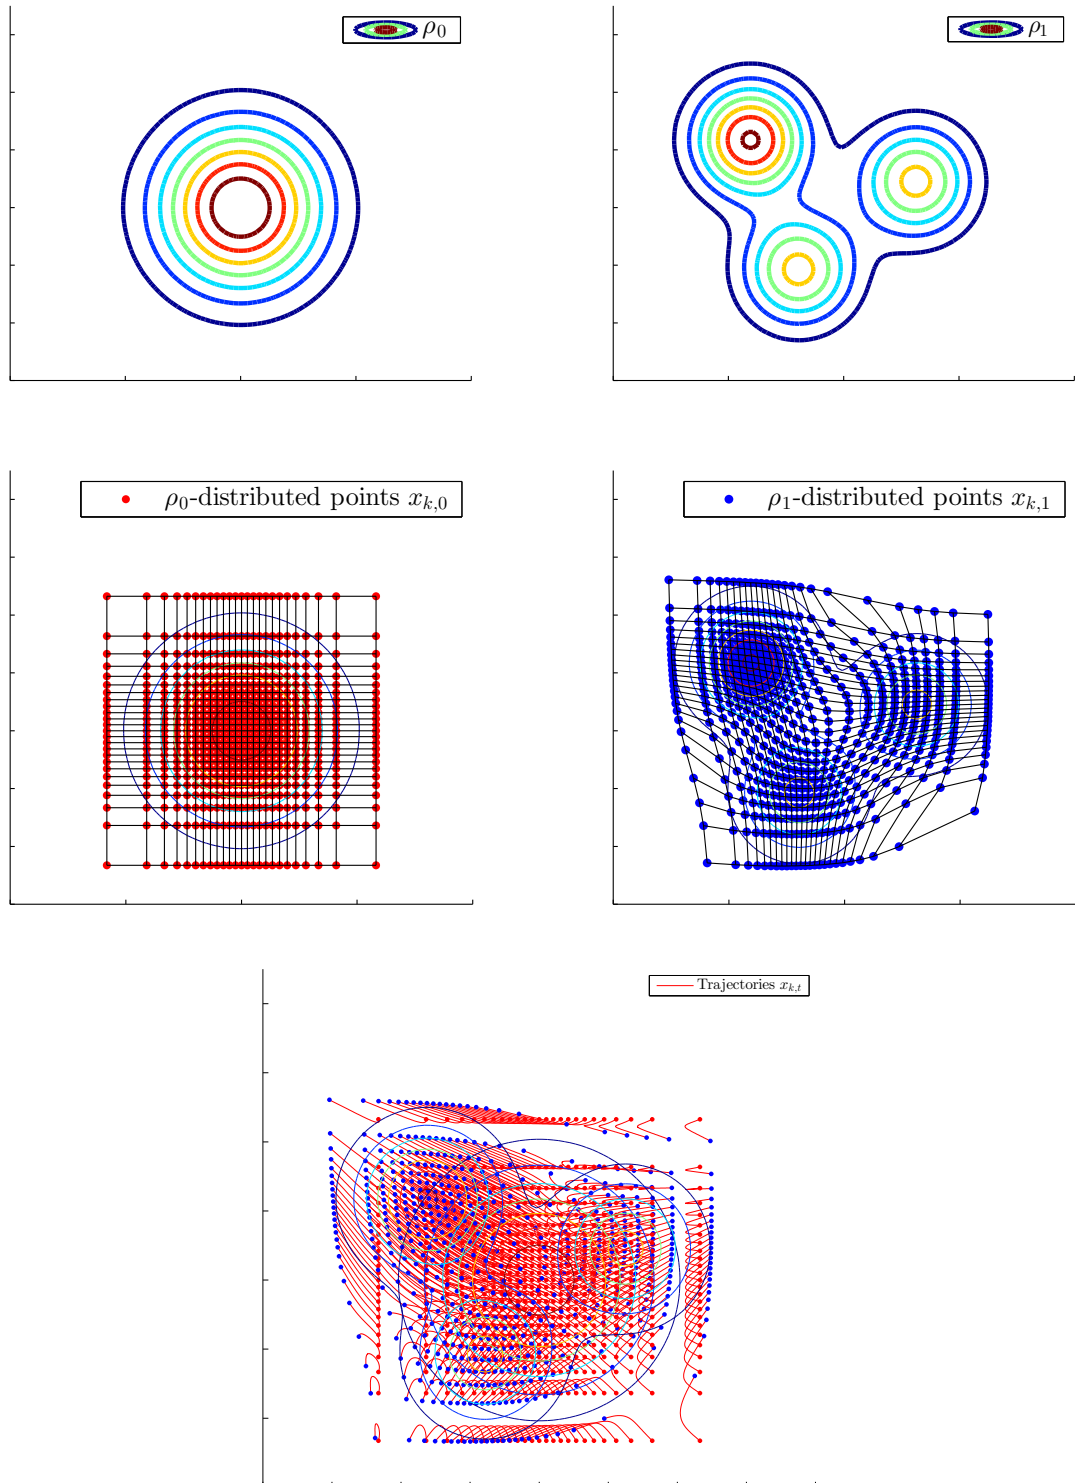 ρ₀
ρ₁
ρ₀-distributed points xₖ,₀
ρ₁-distributed points xₖ,₁
Trajectories xₖ,ₜ